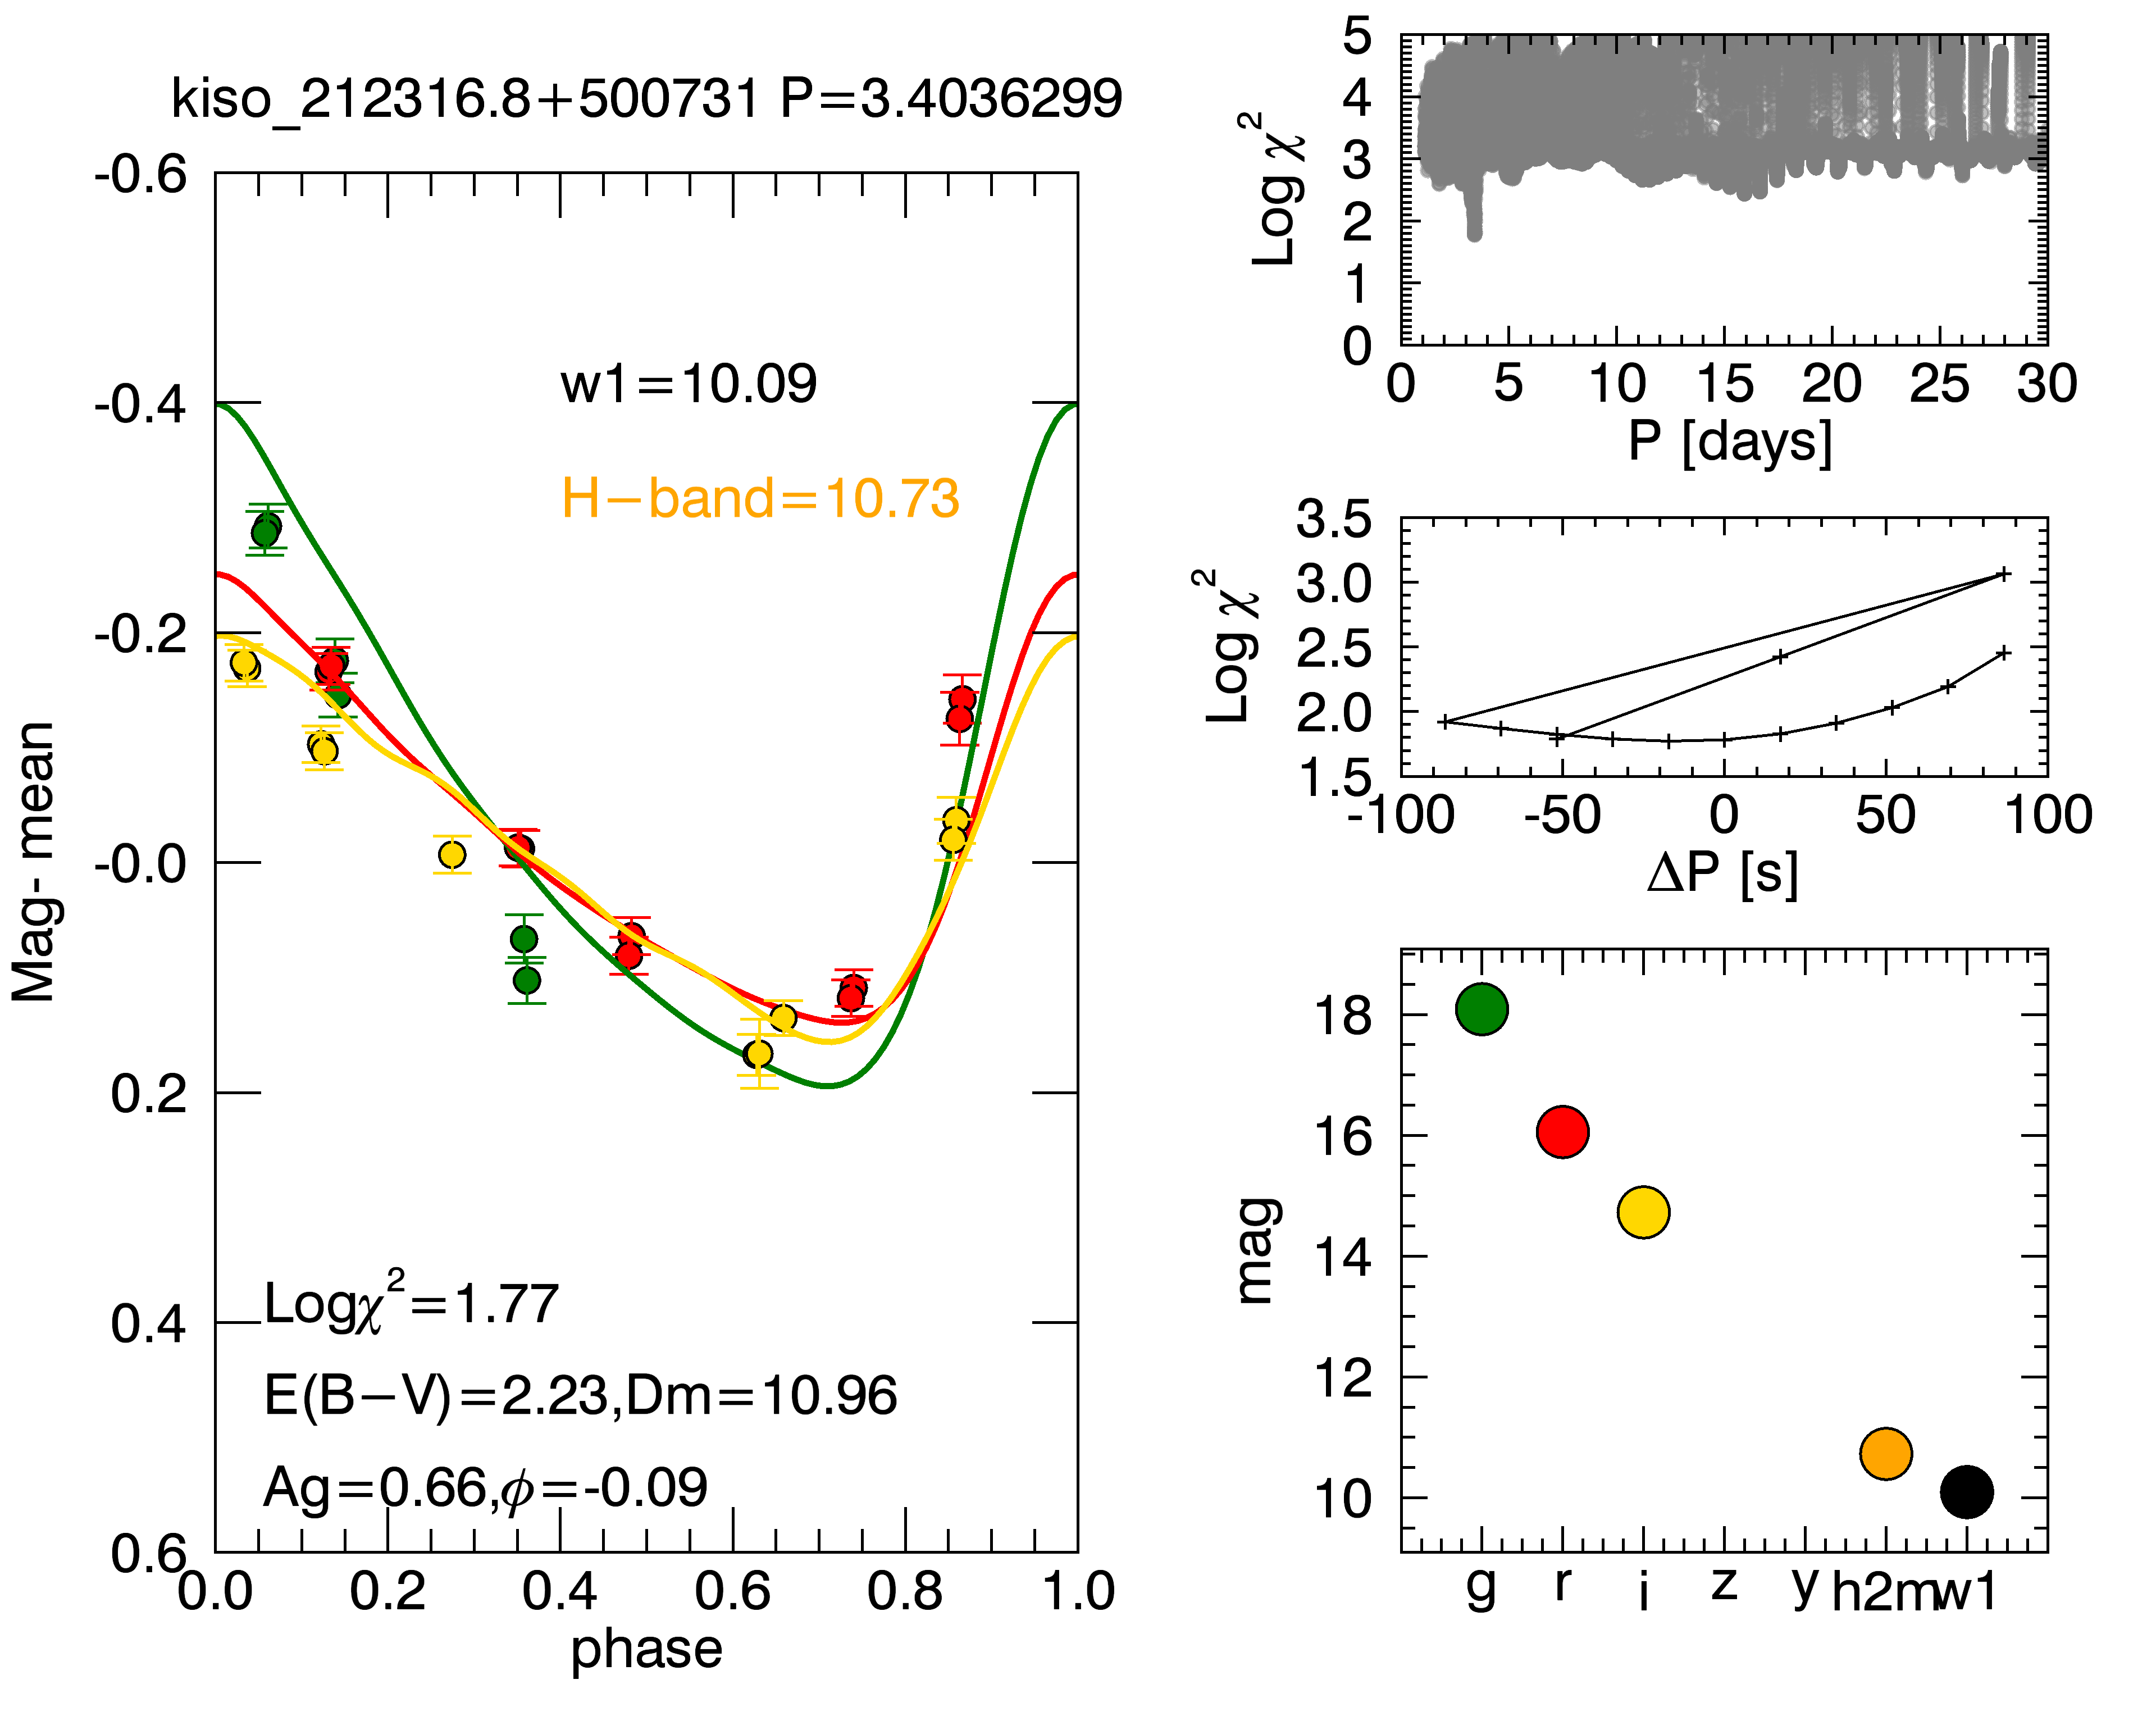 kiso_212316.8+500731 P=3.4036299
-0.6
-0.4
-0.2
-0.0
0.2
0.4
0.6
Mag- mean
w1=10.09
H-band=10.73
Logχ²=1.77
E(B-V)=2.23,Dm=10.96
Ag=0.66,ϕ=-0.09
0.0 0.2 0.4 0.6 0.8 1.0
phase
5
4
3
2
1
0
Log χ²
0 5 10 15 20 25 30
P [days]
3.5
3.0
2.5
2.0
1.5
Log χ²
-100 -50 0 50 100
ΔP [s]
18
16
14
12
10
mag
g r i z y h2m w1